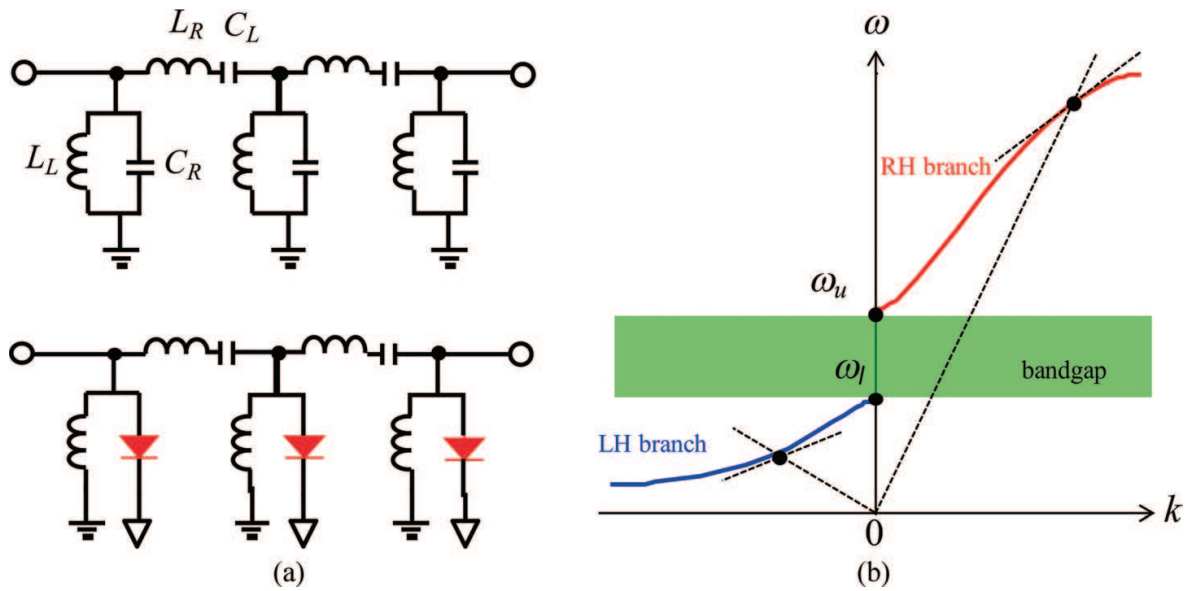 L_R C_L
L_L
C_R
(a)
ω
RH branch
ω_u
ω_l
bandgap
LH branch
0
k
(b)